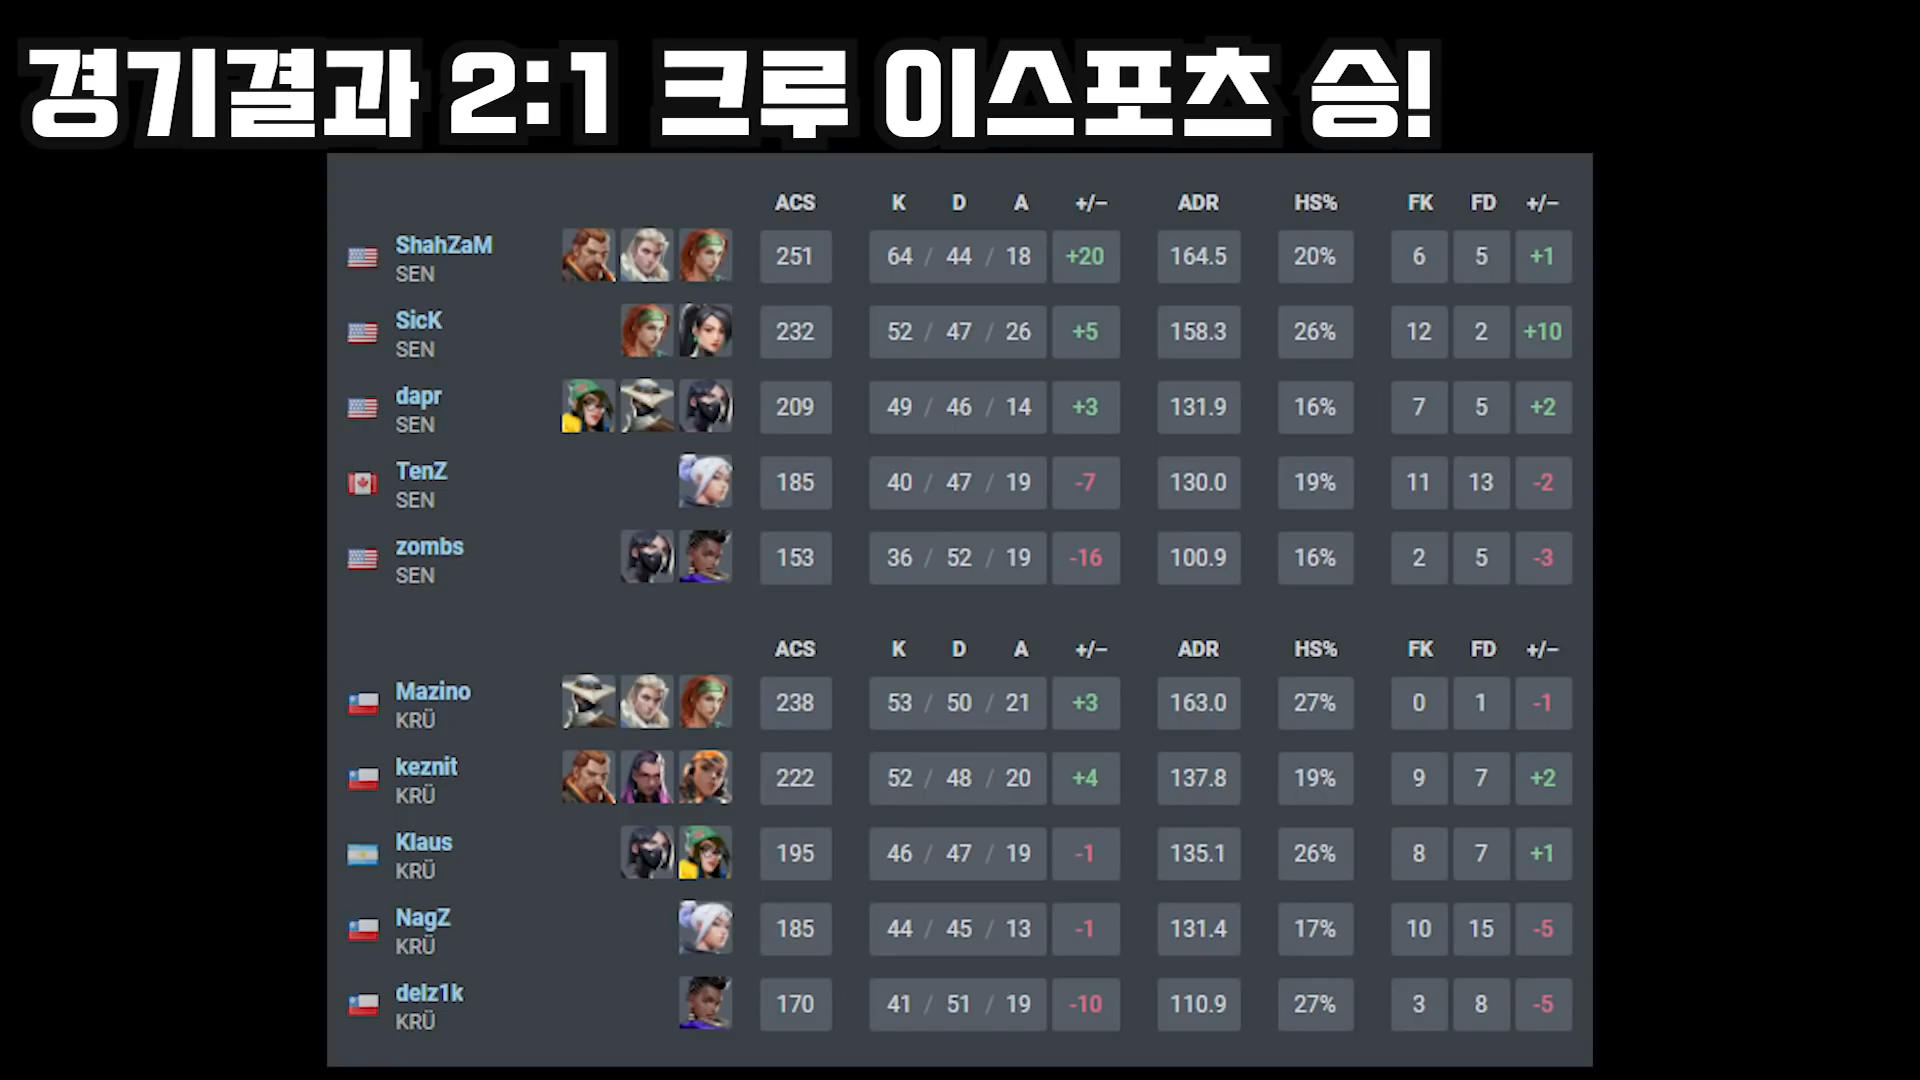 경기결과 2:1 크루 이스포츠 승!
ACS K D A +/– ADR HS% FK FD +/–
ShahZaM
SEN
251 64 / 44 / 18 +20 164.5 20% 6 5 +1
SicK
SEN
232 52 / 47 / 26 +5 158.3 26% 12 2 +10
dapr
SEN
209 49 / 46 / 14 +3 131.9 16% 7 5 +2
TenZ
SEN
185 40 / 47 / 19 -7 130.0 19% 11 13 -2
zombs
SEN
153 36 / 52 / 19 -16 100.9 16% 2 5 -3
ACS K D A +/– ADR HS% FK FD +/–
Mazino
KRÜ
238 53 / 50 / 21 +3 163.0 27% 0 1 -1
keznit
KRÜ
222 52 / 48 / 20 +4 137.8 19% 9 7 +2
Klaus
KRÜ
195 46 / 47 / 19 -1 135.1 26% 8 7 +1
NagZ
KRÜ
185 44 / 45 / 13 -1 131.4 17% 10 15 -5
delz1k
KRÜ
170 41 / 51 / 19 -10 110.9 27% 3 8 -5